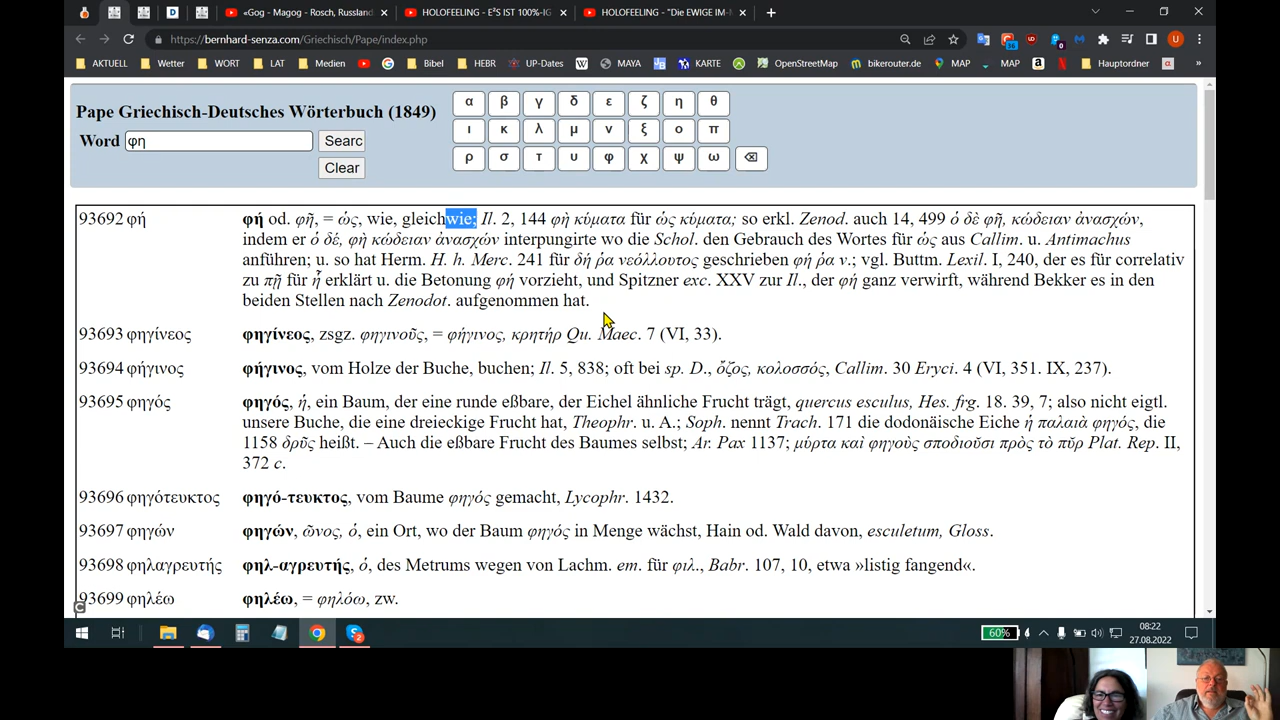 «Gog - Magog - Rosch, Russland
HOLOFEELING - E²S IST 100%-IG
HOLOFEELING - "Die EWIGE IM-M
https://bernhard-senza.com/Griechisch/Pape/index.php
AKTUELL Wetter WORT LAT Medien Bibel HEBR UP-Dates MAYA KARTE OpenStreetMap bikerouter.de MAP MAP Hauptordner
Pape Griechisch-Deutsches Wörterbuch (1849)
Word φη Searc
Clear
α β γ δ ε ζ η θ
ι κ λ μ ν ξ ο π
ρ σ τ υ φ χ ψ ω
93692 φή φή od. φῆ, = ὡς, wie, gleichwie; Il. 2, 144 φὴ κύματα für ὡς κύματα; so erkl. Zenod. auch 14, 499 ὁ δὲ φῆ, κώδειαν ἀνασχών,
indem er ὁ δέ, φὴ κώδειαν ἀνασχών interpungirte wo die Schol. den Gebrauch des Wortes für ὡς aus Callim. u. Antimachus
anführen; u. so hat Herm. H. h. Merc. 241 für δή ῥα νεόλλουτος geschrieben φή ῥα ν.; vgl. Buttm. Lexil. I, 240, der es für correlativ
zu πῇ für ᾗ erklärt u. die Betonung φή vorzieht, und Spitzner exc. XXV zur Il., der φή ganz verwirft, während Bekker es in den
beiden Stellen nach Zenodot. aufgenommen hat.
93693 φηγίνεος φηγίνεος, zsgz. φηγινοῦς, = φήγινος, κρητήρ Qu. Maec. 7 (VI, 33).
93694 φήγινος φήγινος, vom Holze der Buche, buchen; Il. 5, 838; oft bei sp. D., ὄζος, κολοσσός, Callim. 30 Eryci. 4 (VI, 351. IX, 237).
93695 φηγός φηγός, ἡ, ein Baum, der eine runde eßbare, der Eichel ähnliche Frucht trägt, quercus esculus, Hes. frg. 18. 39, 7; also nicht eigtl.
unsere Buche, die eine dreieckige Frucht hat, Theophr. u. A.; Soph. nennt Trach. 171 die dodonäische Eiche ἡ παλαιὰ φηγός, die
1158 δρῦς heißt. – Auch die eßbare Frucht des Baumes selbst; Ar. Pax 1137; μύρτα καὶ φηγοὺς σποδιοῦσι πρὸς τὸ πῦρ Plat. Rep. II,
372 c.
93696 φηγότευκτος φηγό-τευκτος, vom Baume φηγός gemacht, Lycophr. 1432.
93697 φηγών φηγών, ῶνος, ὁ, ein Ort, wo der Baum φηγός in Menge wächst, Hain od. Wald davon, esculetum, Gloss.
93698 φηλαγρευτής φηλ-αγρευτής, ὁ, des Metrums wegen von Lachm. em. für φιλ., Babr. 107, 10, etwa »listig fangend«.
93699 φηλέω φηλέω, = φηλόω, zw.
60%
08:22
27.08.2022